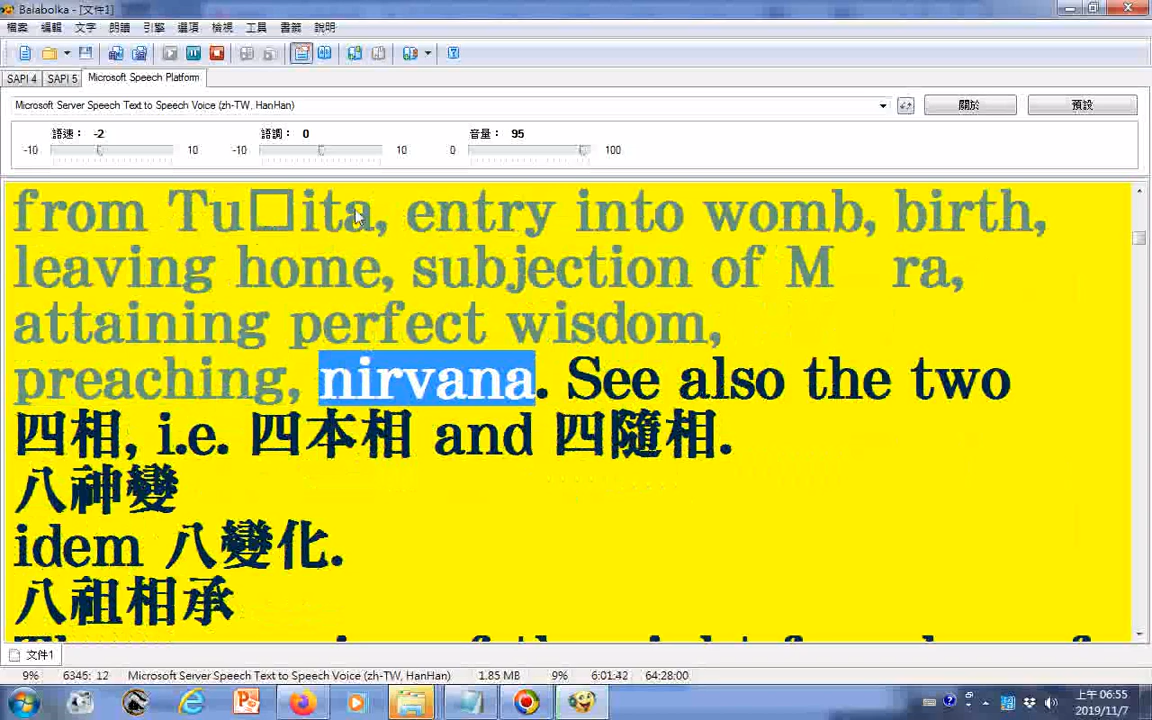 Balabolka - [文件1]
檔案 編輯 文字 朗讀 引擎 選項 檢視 工具 書籤 說明
SAPI 4 SAPI 5 Microsoft Speech Platform
Microsoft Server Speech Text to Speech Voice (zh-TW, HanHan) 關於 預設
語速： -2 語調： 0 音量： 95
-10 10 -10 10 0 100
from Tu□ita, entry into womb, birth,
leaving home, subjection of M ra,
attaining perfect wisdom,
preaching, nirvana. See also the two
四相, i.e. 四本相 and 四隨相.
八神變
idem 八變化.
八祖相承
文件1
9% 6345: 12 Microsoft Server Speech Text to Speech Voice (zh-TW, HanHan) 1.85 MB 9% 6:01:42 64:28:00
上午 06:55
2019/11/7